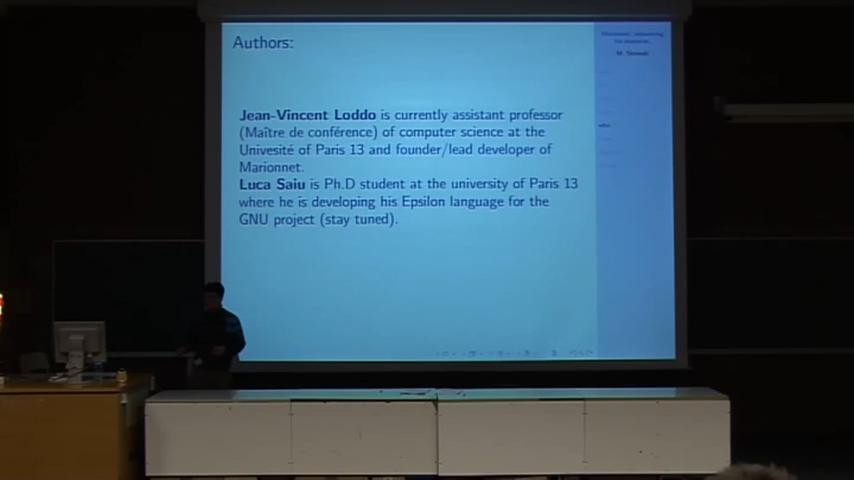 Authors:
Jean-Vincent Loddo is currently assistant professor
(Maître de conférence) of computer science at the
Univesité of Paris 13 and founder/lead developer of
Marionnet.
Luca Saiu is Ph.D student at the university of Paris 13
where he is developing his Epsilon language for the
GNU project (stay tuned).